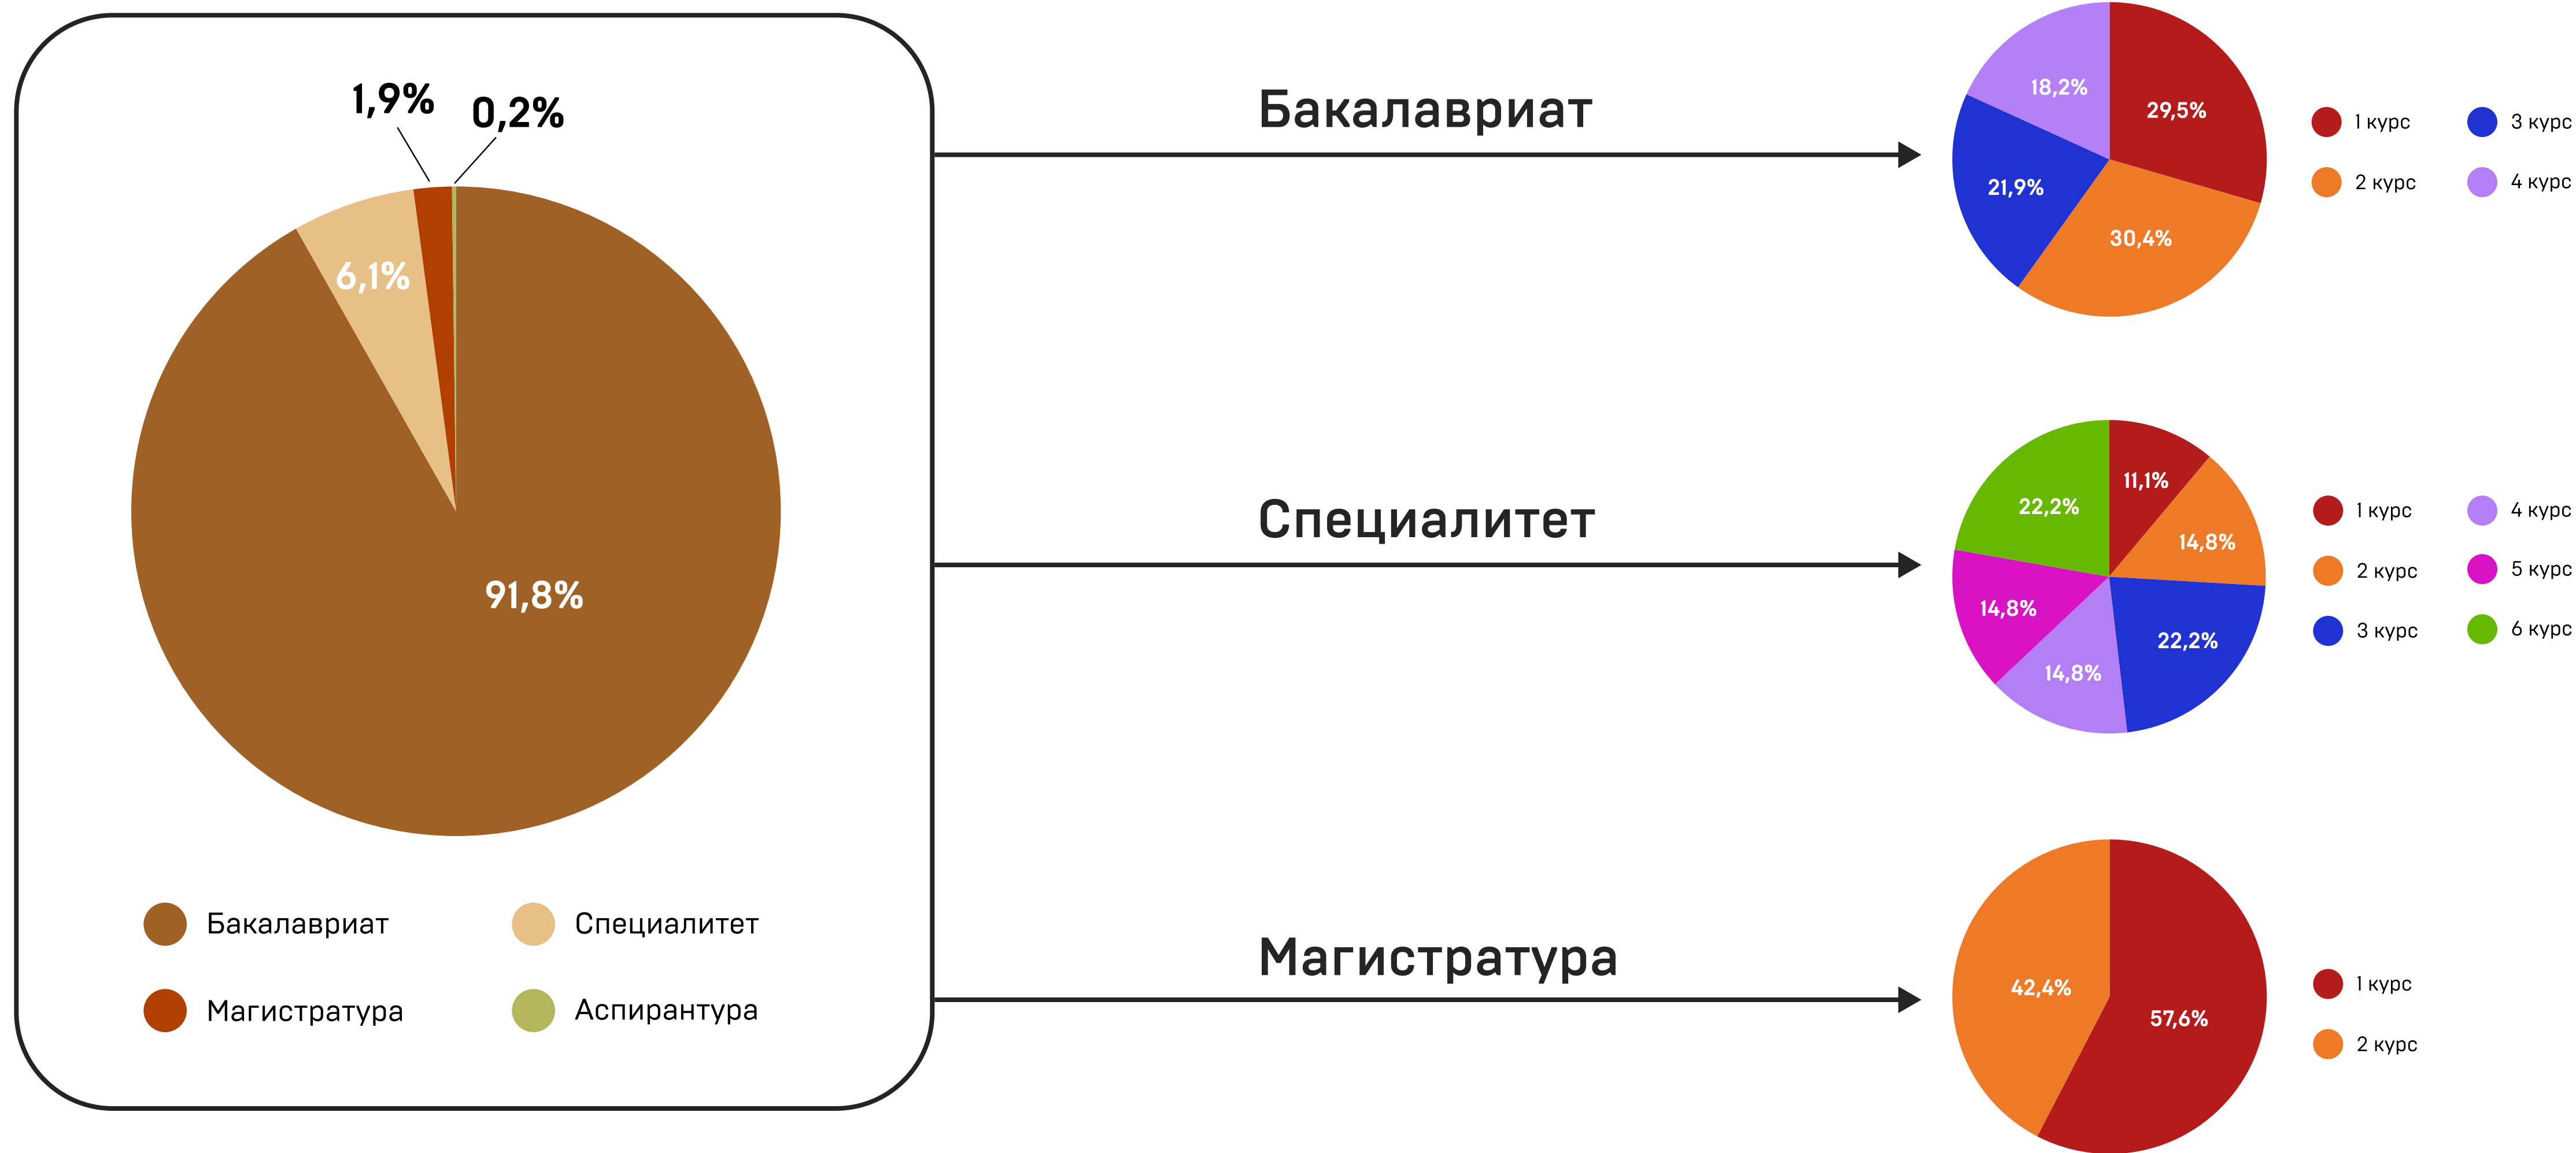 1,9%
0,2%
6,1%
91,8%
Бакалавриат
Специалитет
Магистратура
Аспирантура
Бакалавриат
18,2%
29,5%
21,9%
30,4%
1 курс
3 курс
2 курс
4 курс
Специалитет
11,1%
22,2%
14,8%
14,8%
22,2%
14,8%
1 курс
4 курс
2 курс
5 курс
3 курс
6 курс
Магистратура
42,4%
57,6%
1 курс
2 курс